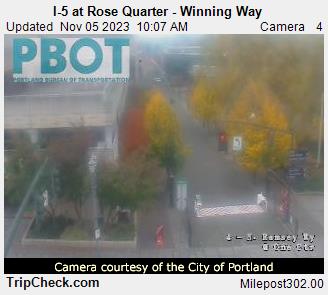 I-5 at Rose Quarter - Winning Way
Updated Nov 05 2023 10:07 AM Camera 4
PBOT
PORTLAND BUREAU OF TRANSPORTATION
Camera courtesy of the City of Portland
TripCheck.com Milepost302.00